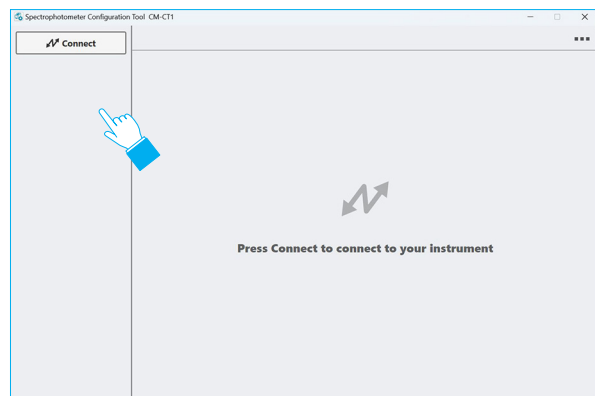 Spectrophotometer Configuration Tool CM-CT1
Connect
Press Connect to connect to your instrument